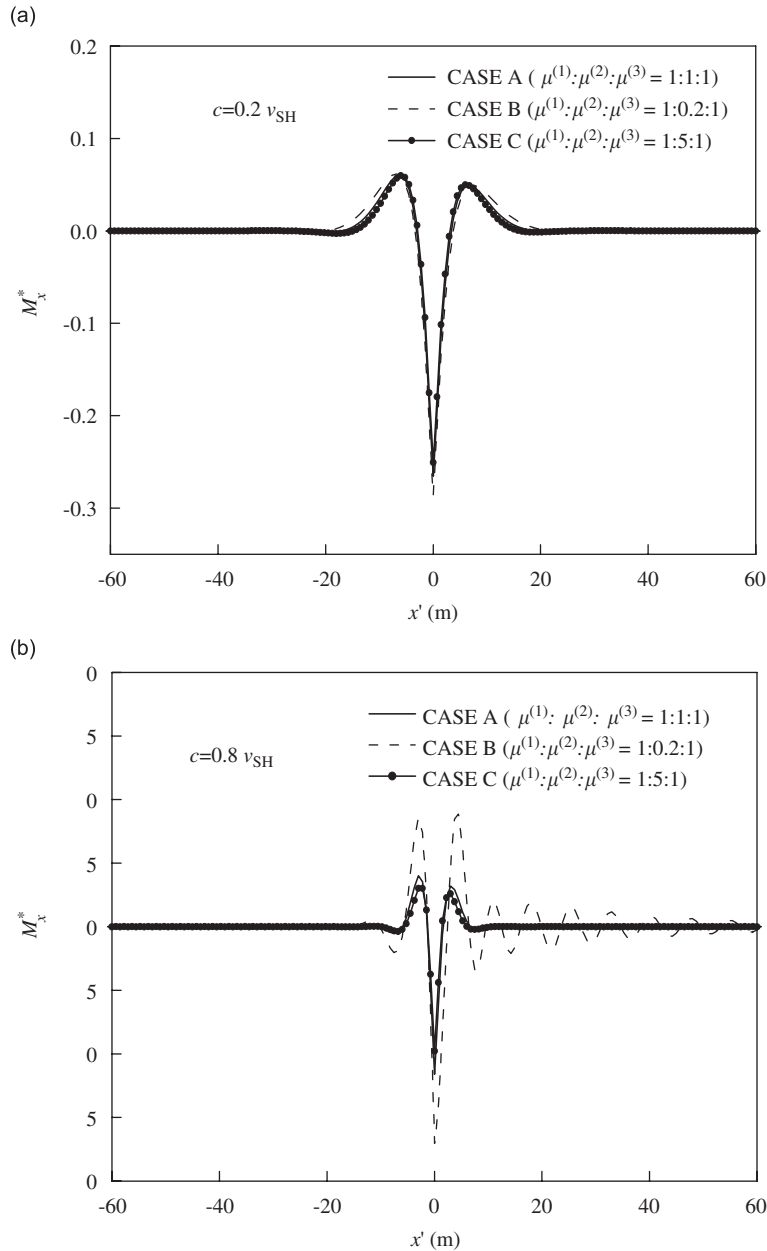 (a)
0.2
CASE A ( μ(1):μ(2):μ(3) = 1:1:1)
c=0.2 vSH
CASE B (μ(1):μ(2):μ(3) = 1:0.2:1)
CASE C (μ(1):μ(2):μ(3) = 1:5:1)
0.1
0.0
-0.1
-0.2
-0.3
Mx*
-60 -40 -20 0 20 40 60
x' (m)
(b)
0
CASE A ( μ(1): μ(2): μ(3) = 1:1:1)
5
c=0.8 vSH
CASE B (μ(1):μ(2):μ(3) = 1:0.2:1)
CASE C (μ(1):μ(2):μ(3) = 1:5:1)
0
5
0
5
0
5
0
Mx*
-60 -40 -20 0 20 40 60
x' (m)